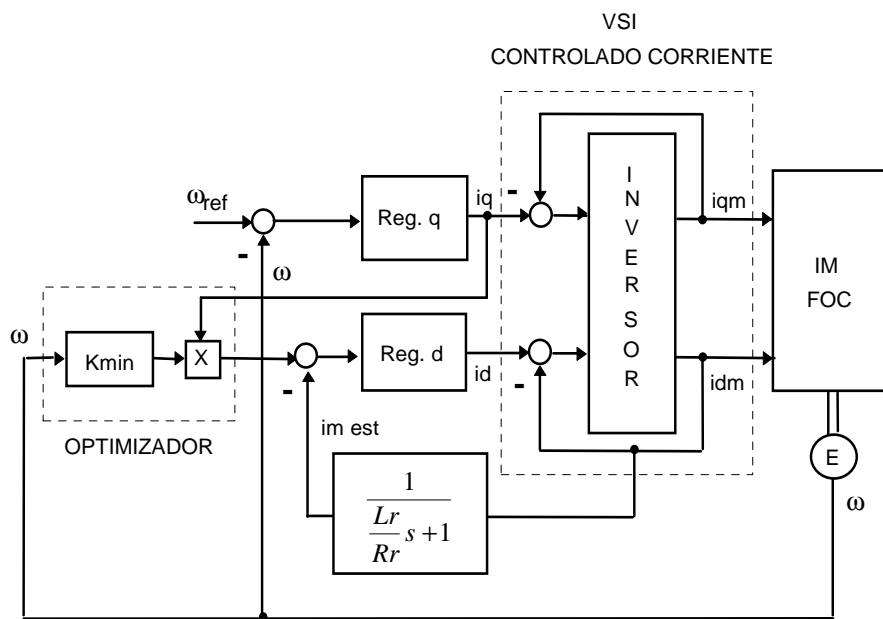 VSI
CONTROLADO CORRIENTE
ωref
-
ω
Reg. q
iq
-
INVERSOR
iqm
IM
FOC
ω
Kmin
X
OPTIMIZADOR
-
Reg. d
id
-
idm
im est
1
Lr
Rr
s + 1
E
ω